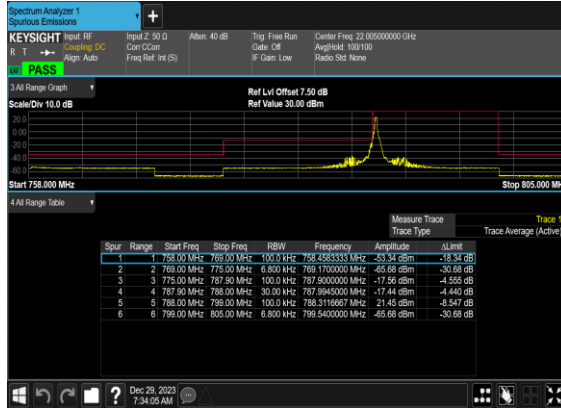 Spectrum Analyzer 1
Spurious Emissions
+
KEYSIGHT Input: RF Input Z: 50 Ω Atten: 40 dB Trig: Free Run Center Freq: 22.005000000 GHz
R T Coupling: DC Corr CCorr Gate: Off Avg|Hold: 100/100
Align: Auto Freq Ref: Int (S) IF Gain: Low Radio Std: None
PASS
3 All Range Graph
Ref Lvl Offset 7.50 dB
Scale/Div 10.0 dB Ref Value 30.00 dBm
20.0
0.00
-20.0
-40.0
-60.0
Start 758.000 MHz Stop 805.000 MH
4 All Range Table
Measure Trace Trace 1
Trace Type Trace Average (Active)
Spur Range Start Freq Stop Freq RBW Frequency Amplitude ΔLimit
1 1 758.00 MHz 769.00 MHz 100.0 kHz 758.4583333 MHz -53.34 dBm -18.34 dB
2 2 769.00 MHz 775.00 MHz 6.800 kHz 769.1700000 MHz -65.68 dBm -30.68 dB
3 3 775.00 MHz 787.90 MHz 100.0 kHz 787.9000000 MHz -17.56 dBm -4.555 dB
4 4 787.90 MHz 788.00 MHz 30.00 kHz 787.9945000 MHz -17.44 dBm -4.440 dB
5 5 788.00 MHz 799.00 MHz 100.0 kHz 788.3116667 MHz 21.45 dBm -8.547 dB
6 6 799.00 MHz 805.00 MHz 6.800 kHz 799.5400000 MHz -65.68 dBm -30.68 dB
? Dec 29, 2023
7:34:05 AM